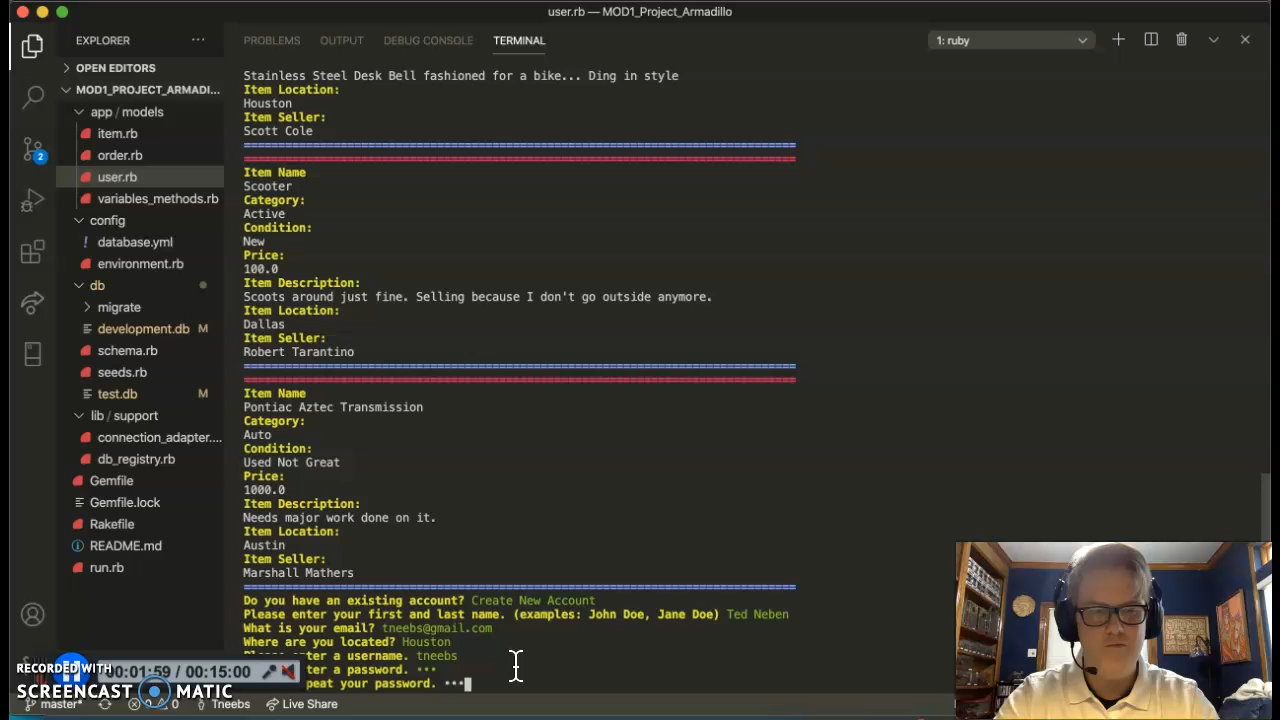 user.rb — MOD1_Project_Armadillo
EXPLORER
PROBLEMS
OUTPUT
DEBUG CONSOLE
TERMINAL
1: ruby
OPEN EDITORS
MOD1_PROJECT_ARMADI...
app / models
item.rb
order.rb
user.rb
variables_methods.rb
config
database.yml
environment.rb
db
migrate
development.db M
schema.rb
seeds.rb
test.db M
lib / support
connection_adapter....
db_registry.rb
Gemfile
Gemfile.lock
Rakefile
README.md
run.rb
2
Stainless Steel Desk Bell fashioned for a bike... Ding in style
Item Location:
Houston
Item Seller:
Scott Cole
Item Name
Scooter
Category:
Active
Condition:
New
Price:
100.0
Item Description:
Scoots around just fine. Selling because I don't go outside anymore.
Item Location:
Dallas
Item Seller:
Robert Tarantino
Item Name
Pontiac Aztec Transmission
Category:
Auto
Condition:
Used Not Great
Price:
1000.0
Item Description:
Needs major work done on it.
Item Location:
Austin
Item Seller:
Marshall Mathers
Do you have an existing account? Create New Account
Please enter your first and last name. (examples: John Doe, Jane Doe) Ted Neben
What is your email? tneebs@gmail.com
Where are you located? Houston
enter a username. tneebs
ter a password. •••
peat your password. •••
RECORDED WITH
SCREENCAST MATIC
00:01:59 / 00:15:00
master*
0
Tneebs
Live Share